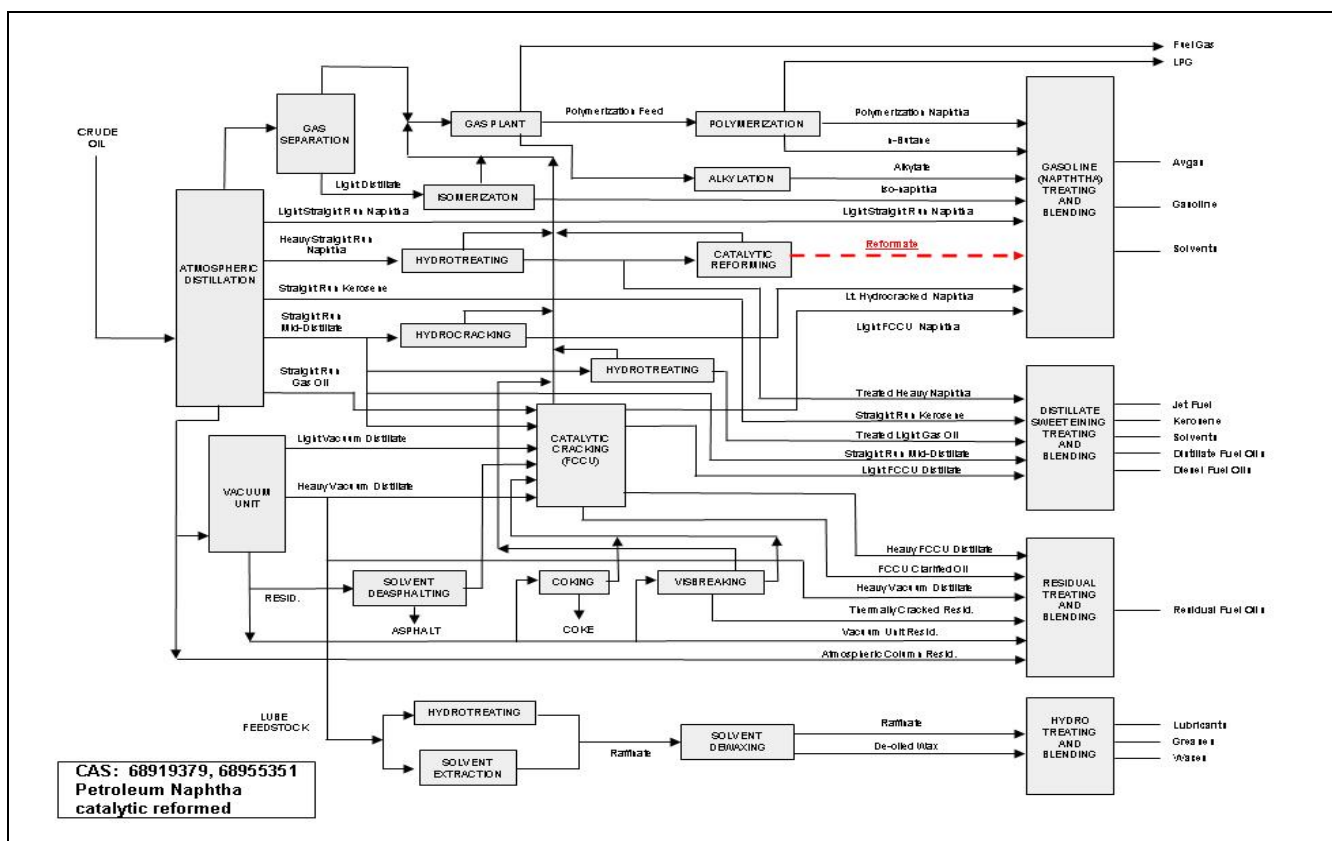 Fuel Gas
LPG
CRUDE
OIL
GAS
SEPARATION
GAS PLANT
Polymerization Feed
POLYMERIZATION
Polymerization Naphtha
n-Butane
ALKYLATION
Alkylate
Iso-naphtha
GASOLINE
(NAPTHTHA)
TREATING
AND
BLENDING
Avgas
Gasoline
Solvents
Light Distillate
ISOMERIZATON
Light Straight Run Naphtha
Light Straight Run Naphtha
Heavy Straight Run
Naphtha
HYDROTREATING
CATALYTIC
REFORMING
Reformate
ATMOSPHERIC
DISTILLATION
Straight Run Kerosene
Lt. Hydrocracked Naphtha
Straight Run
Mid-Distillate
HYDROCRACKING
Light FCCU Naphtha
Straight Run
Gas Oil
HYDROTREATING
Treated Heavy Naphtha
Straight Run Kerosene
Treated Light Gas Oil
Straight Run Mid-Distillate
Light FCCU Distillate
DISTILLATE
SWEETEINING
TREATING
AND
BLENDING
Jet Fuel
Kerosene
Solvents
Distillate Fuel Oils
Diesel Fuel Oils
CATALYTIC
CRACKING
(FCCU)
Light Vacuum Distillate
Heavy Vacuum Distillate
VACUUM
UNIT
Heavy FCCU Distillate
FCCU Clarified Oil
Heavy Vacuum Distillate
Thermally Cracked Resid.
Vacuum Unit Resid.
Atmospheric Column Resid.
RESIDUAL
TREATING
AND
BLENDING
Residual Fuel Oils
RESID.
SOLVENT
DEASPHALTING
ASPHALT
COKING
COKE
VISBREAKING
LUBE
FEEDSTOCK
HYDROTREATING
SOLVENT
EXTRACTION
Raffinate
SOLVENT
DEWAXING
Raffinate
De-oiled Wax
HYDRO
TREATING
AND
BLENDING
Lubricants
Greases
Waxes
CAS: 68919379, 68955351
Petroleum Naphtha
catalytic reformed